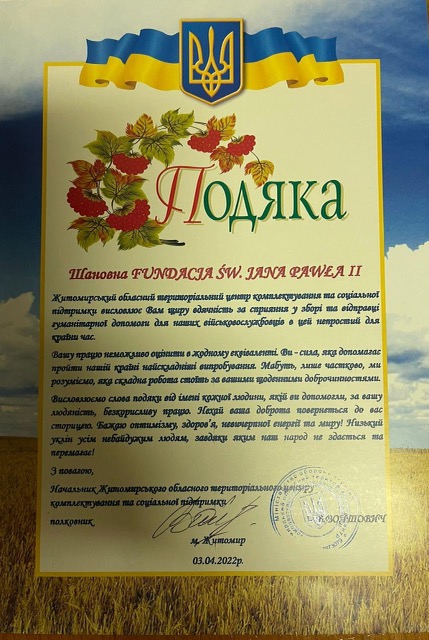 Подяка
Шановна FUNDACJA ŚW. JANA PAWŁA II
Житомирський обласний територіальний центр комплектування та соціальної
підтримки висловлює Вам щиру вдячність за сприяння у зборі та відправці
гуманітарної допомоги для наших військослужбовців в цей непростий для
країни час.
Вашу працю неможливо оцінити в жодному еквіваленті. Ви - сила, яка допомагає
пройти нашій країні найскладніші випробування. Мабуть, лише частково, ми
розуміємо, яка складна робота стоїть за вашими щоденними доброчинностями.
Висловлюємо слова подяки від імені кожної людини, якій ви допомогли, за вашу
людяність, безкорисливу працю. Нехай ваша доброта повернеться до вас
сторицею. Бажаю оптимізму, здоров'я, невичерпної енергії та миру! Низький
уклін усім небайдужим людям, завдяки яким наш народ не здається та
перемагає!
З повагою,
Начальник Житомирського обласного територіального центру
комплектування та соціальної підтримки
полковник
м. Житомир
03.04.2022р.